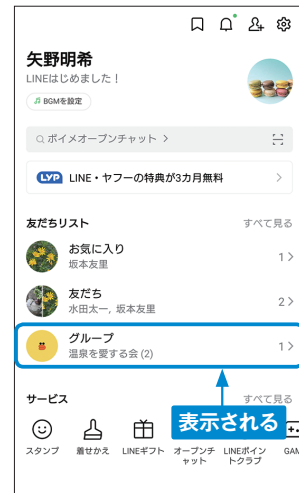 矢野明希
LINEはじめました！
BGMを設定
ボイメオープンチャット >
LYP LINE・ヤフーの特典が3カ月無料 >
友だちリスト すべて見る
お気に入り
坂本友里
1 >
友だち
水田太一, 坂本友里
2 >
グループ
温泉を愛する会 (2)
1 >
サービス すべて見る
表示される
スタンプ 着せかえ LINEギフト オープンチャット LINEポイントクラブ GAM